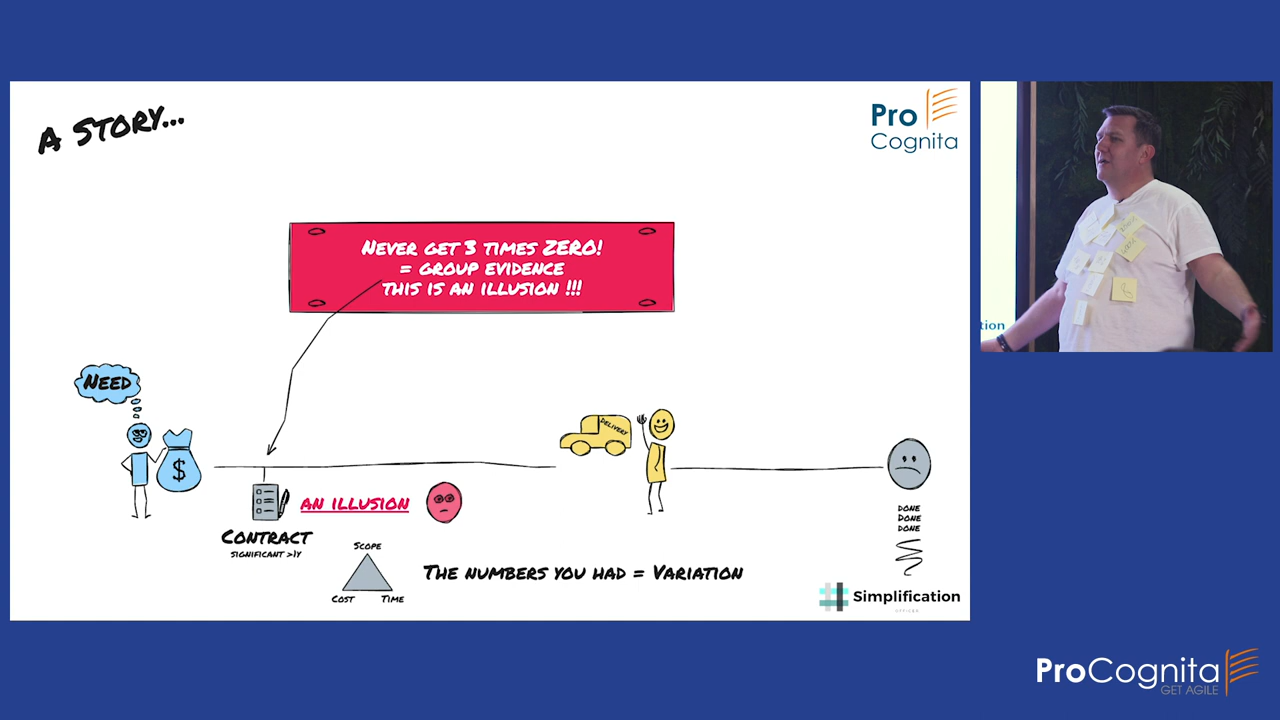 A STORY...
Pro
Cognita
NEVER GET 3 TIMES ZERO!
= GROUP EVIDENCE
THIS IS AN ILLUSION !!!
NEED
$
DELIVERY
CONTRACT
SIGNIFICANT >1Y
AN ILLUSION
SCOPE
COST
TIME
THE NUMBERS YOU HAD = VARIATION
DONE
DONE
DONE
Simplification
OFFICER
tion
ProCognita
GET AGILE